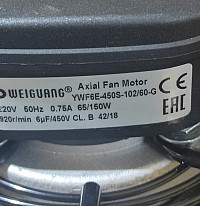 WEIGUANG® Axial Fan Motor CE
YWF6E-450S-102/60-G
220V 50Hz 0.75A 65/150W EAC
920r/min 6μF/450V CL. B 42/18